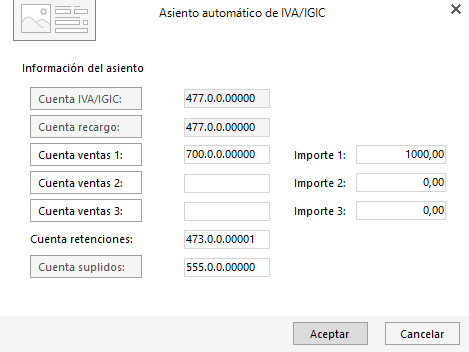 Asiento automático de IVA/IGIC
Información del asiento
Cuenta IVA/IGIC: 477.0.0.00000
Cuenta recargo: 477.0.0.00000
Cuenta ventas 1: 700.0.0.00000 Importe 1: 1000,00
Cuenta ventas 2: Importe 2: 0,00
Cuenta ventas 3: Importe 3: 0,00
Cuenta retenciones: 473.0.0.00001
Cuenta suplidos: 555.0.0.00000
Aceptar Cancelar